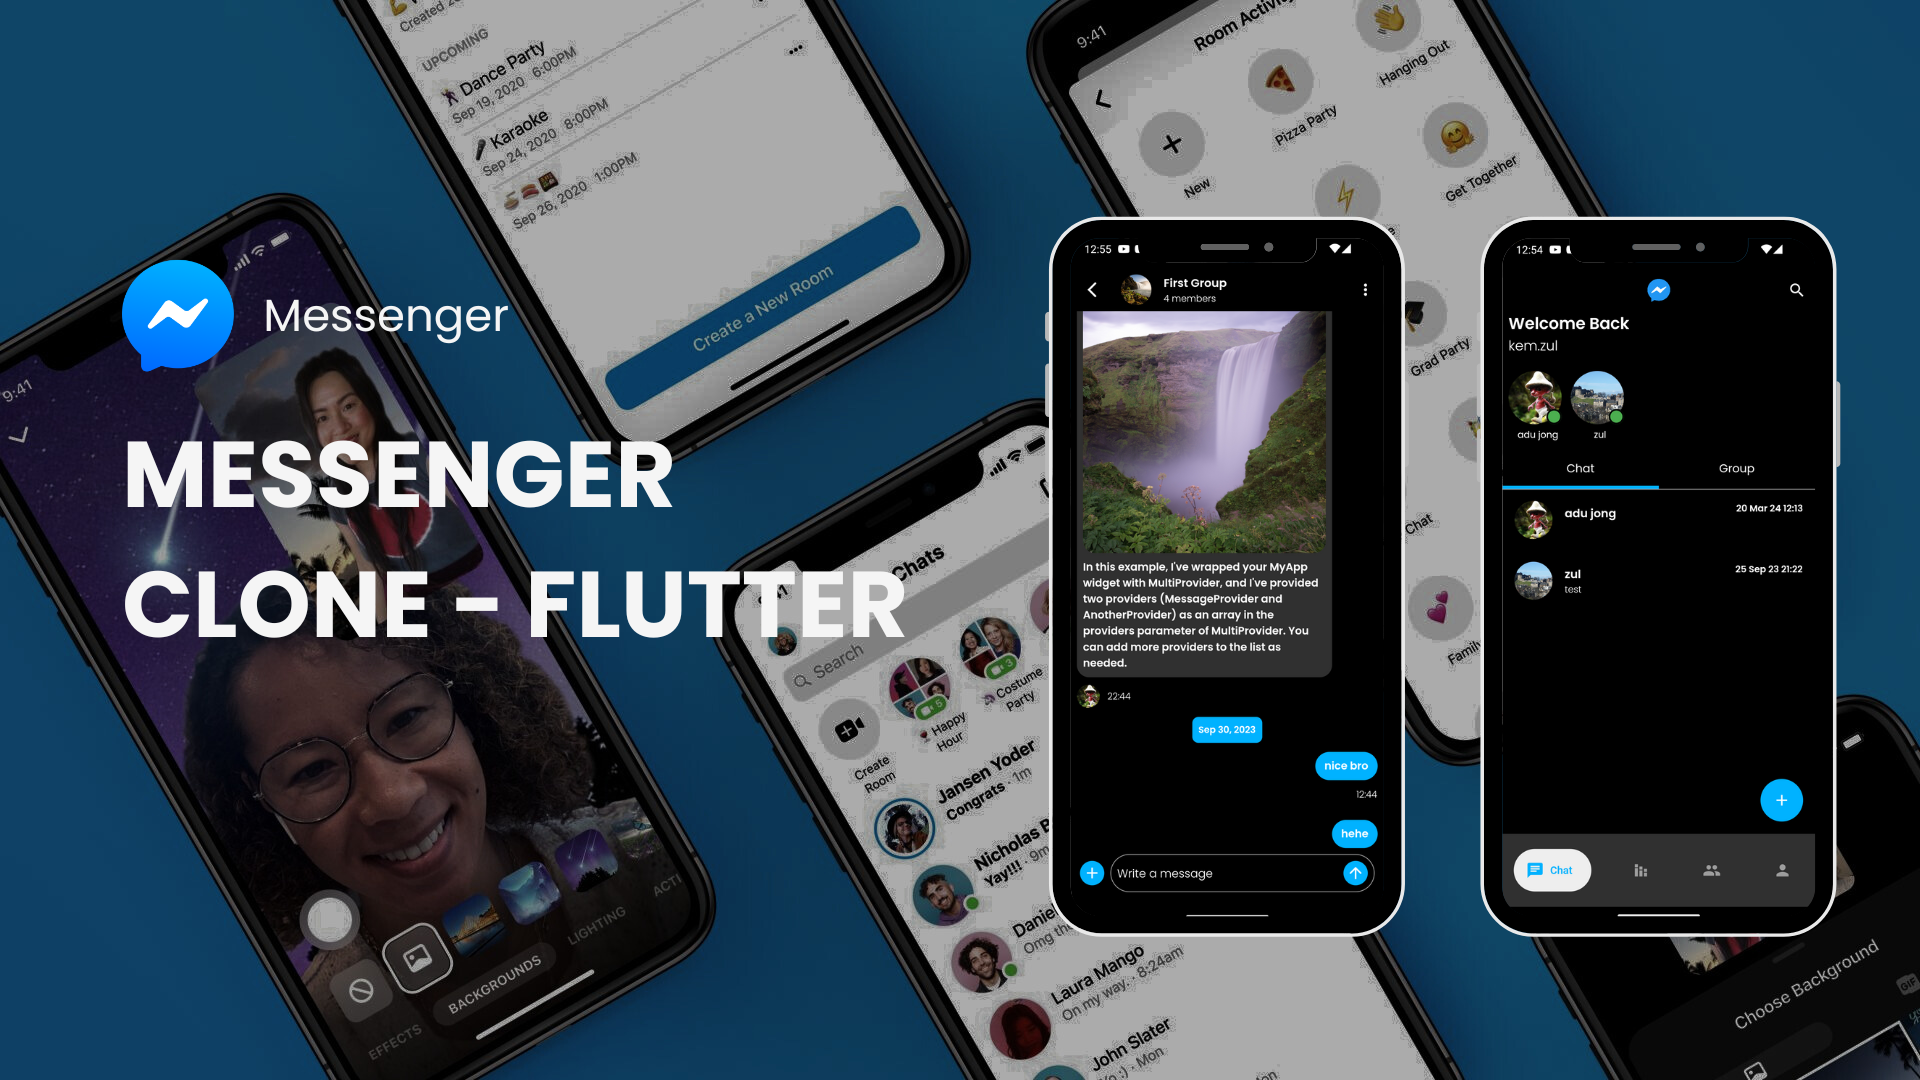 Messenger
MESSENGER
CLONE - FLUTTER
UPCOMING
Dance Party
Sep 19, 2020 6:00PM
Karaoke
Sep 24, 2020 8:00PM
Sep 26, 2020 1:00PM
Create a New Room
9:41
Room Activity
Hanging Out
Pizza Party
New
Get Together
Grad Party
Chat
Family
9:41
BACKGROUNDS
LIGHTING
EFFECTS
Chats
Search
Create
Room
Happy
Hour
Costume
Party
5
3
Jansen Yoder
Congrats · 1m
Nicholas
Yay!!! · 9m
Omg
Laura Mango
On my way. · 8:24am
John Slater
Mon
12:55
First Group
4 members
In this example, I've wrapped your MyApp
widget with MultiProvider, and I've provided
two providers (MessageProvider and
AnotherProvider) as an array in the
providers parameter of MultiProvider. You
can add more providers to the list as
needed.
22:44
Sep 30, 2023
nice bro
12:44
hehe
Write a message
12:54
Welcome Back
kem.zul
adu jong
zul
Chat
Group
adu jong
20 Mar 24 12:13
zul
25 Sep 23 21:22
test
Chat
Choose Background
GIF